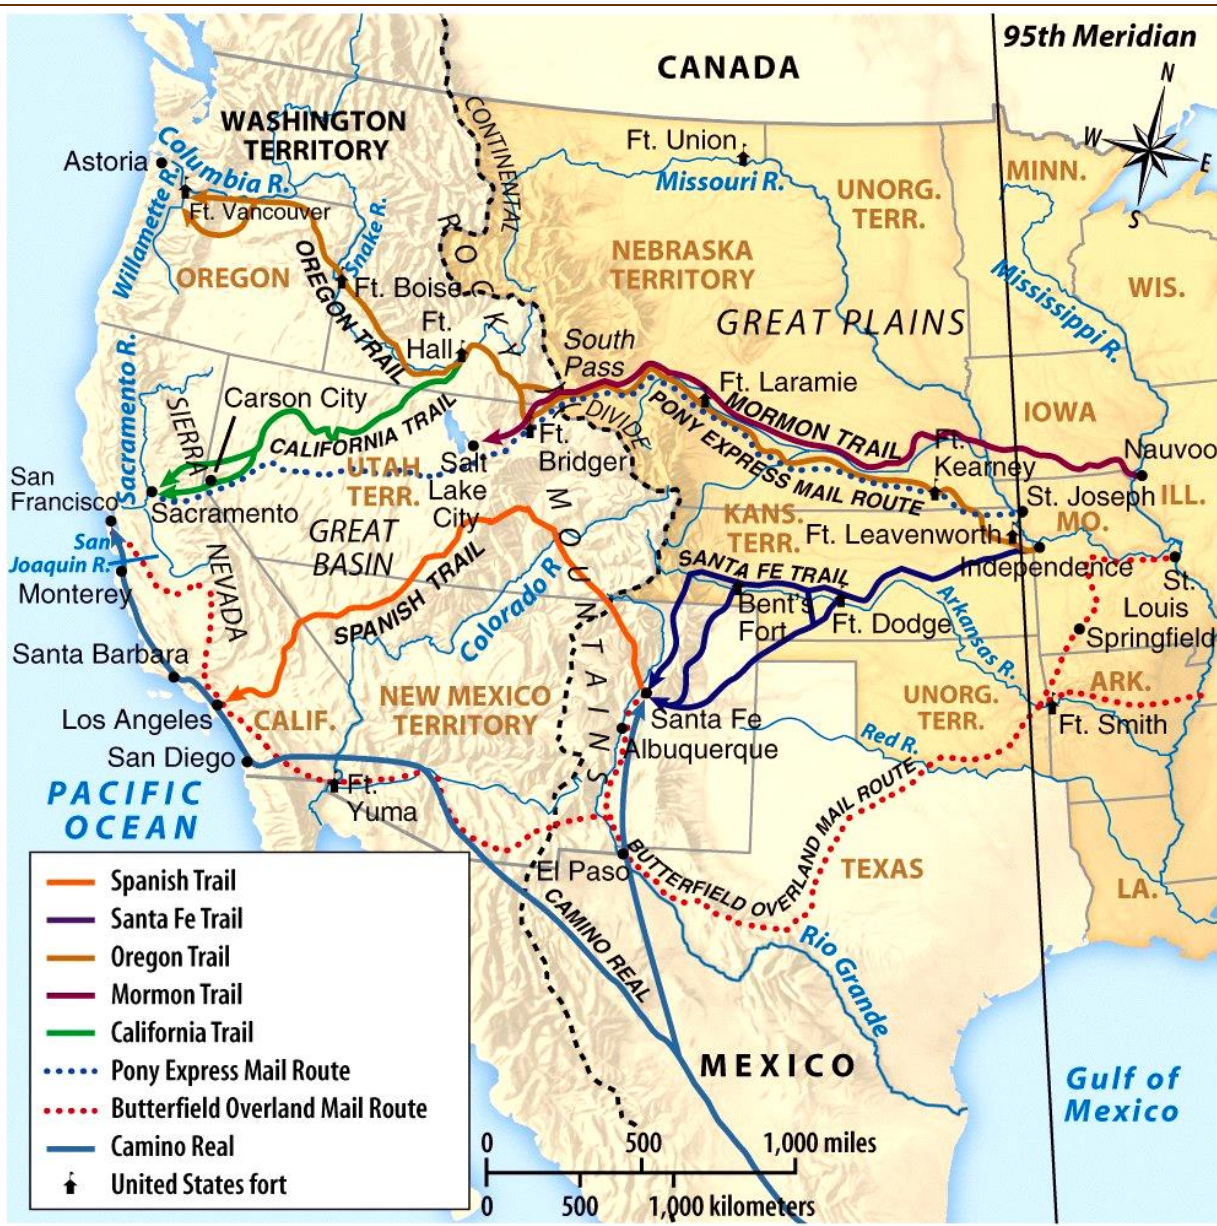 95th Meridian
CANADA
N
W
E
S
WASHINGTON
TERRITORY
CONTINENTAL
DIVIDE
Astoria
Columbia R.
Willamette R.
Ft. Vancouver
Snake R.
OREGON
OREGON TRAIL
Ft. Boise
Ft.
Hall
ROCKY
MOUNTAINS
Ft. Union
Missouri R.
UNORG.
TERR.
MINN.
NEBRASKA
TERRITORY
Mississippi R.
WIS.
GREAT PLAINS
South
Pass
Ft. Laramie
MORMON TRAIL
PONY EXPRESS MAIL ROUTE
IOWA
Ft.
Kearney
Nauvoo
ILL.
St. Joseph
MO.
Sacramento R.
SIERRA
NEVADA
Carson City
CALIFORNIA TRAIL
UTAH
TERR.
Salt
Lake
City
Ft.
Bridger
San
Francisco
Sacramento
GREAT
BASIN
San
Joaquin R.
Monterey
SPANISH TRAIL
Colorado R.
KANS.
TERR.
Ft. Leavenworth
Independence
SANTA FE TRAIL
Bent's
Fort
Ft. Dodge
Arkansas R.
St.
Louis
Springfield
Santa Barbara
Los Angeles
CALIF.
NEW MEXICO
TERRITORY
Santa Fe
Albuquerque
UNORG.
TERR.
ARK.
Ft. Smith
Red R.
San Diego
Ft.
Yuma
PACIFIC
OCEAN
El Paso
BUTTERFIELD OVERLAND MAIL ROUTE
TEXAS
LA.
CAMINO REAL
Rio Grande
MEXICO
Gulf of
Mexico
Spanish Trail
Santa Fe Trail
Oregon Trail
Mormon Trail
California Trail
Pony Express Mail Route
Butterfield Overland Mail Route
Camino Real
United States fort
0 500 1,000 miles
0 500 1,000 kilometers